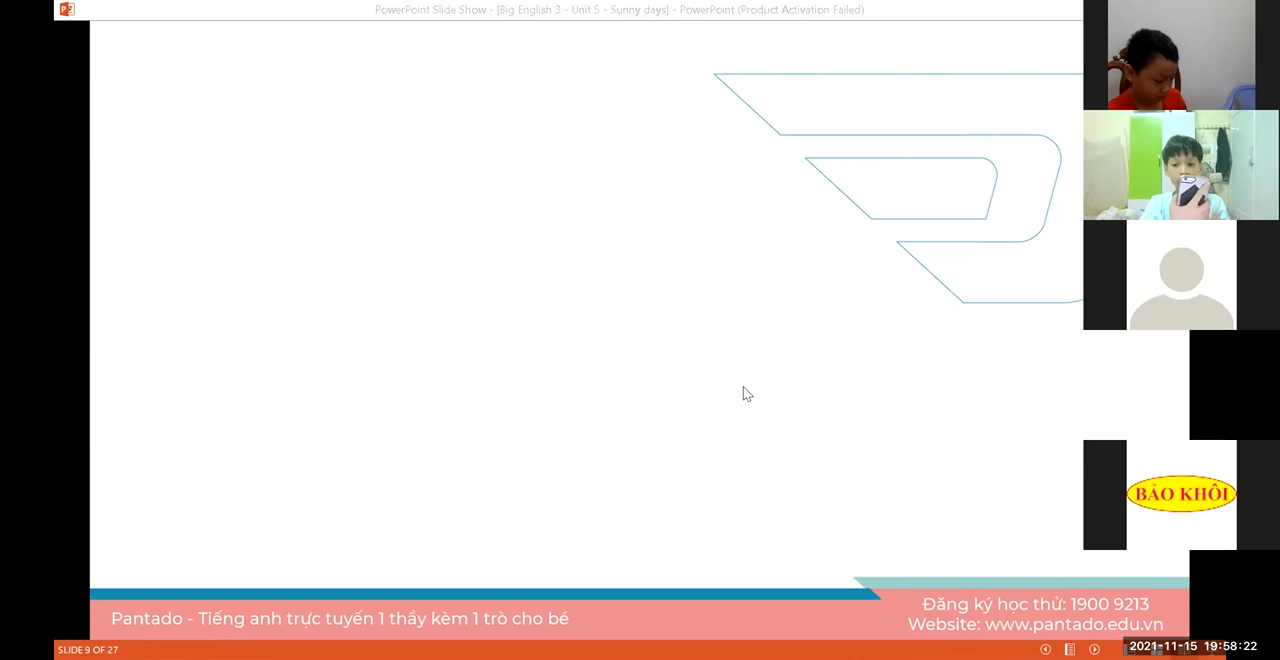 PowerPoint Slide Show - [Big English 3 - Unit 5 - Sunny days] - PowerPoint (Product Activation Failed)
BẢO KHÔI
Pantado - Tiếng anh trực tuyến 1 thầy kèm 1 trò cho bé
Đăng ký học thử: 1900 9213
Website: www.pantado.edu.vn
SLIDE 9 OF 27
2021-11-15 19:58:22